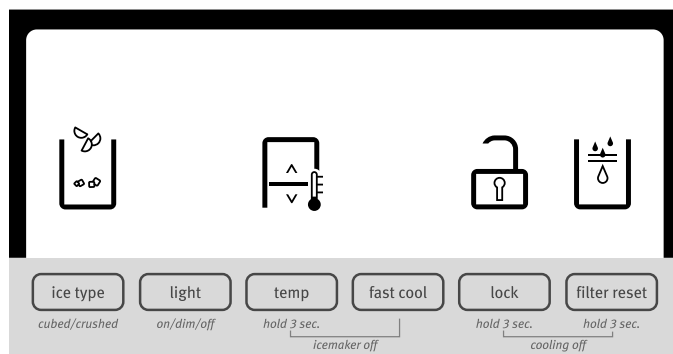 ice type
light
temp
fast cool
lock
filter reset
cubed/crushed
on/dim/off
hold 3 sec.
hold 3 sec.
hold 3 sec.
icemaker off
cooling off